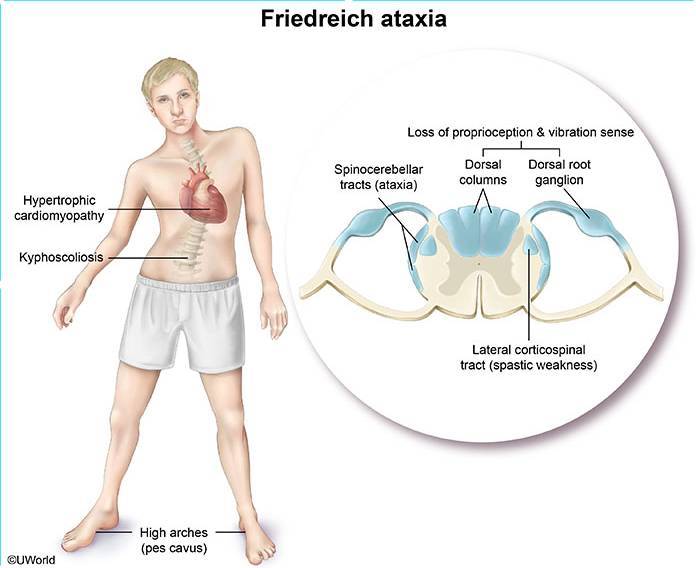 Friedreich ataxia
Hypertrophic
cardiomyopathy
Kyphoscoliosis
High arches
(pes cavus)
Loss of proprioception & vibration sense
Spinocerebellar
tracts (ataxia)
Dorsal
columns
Dorsal root
ganglion
Lateral corticospinal
tract (spastic weakness)
©UWorld